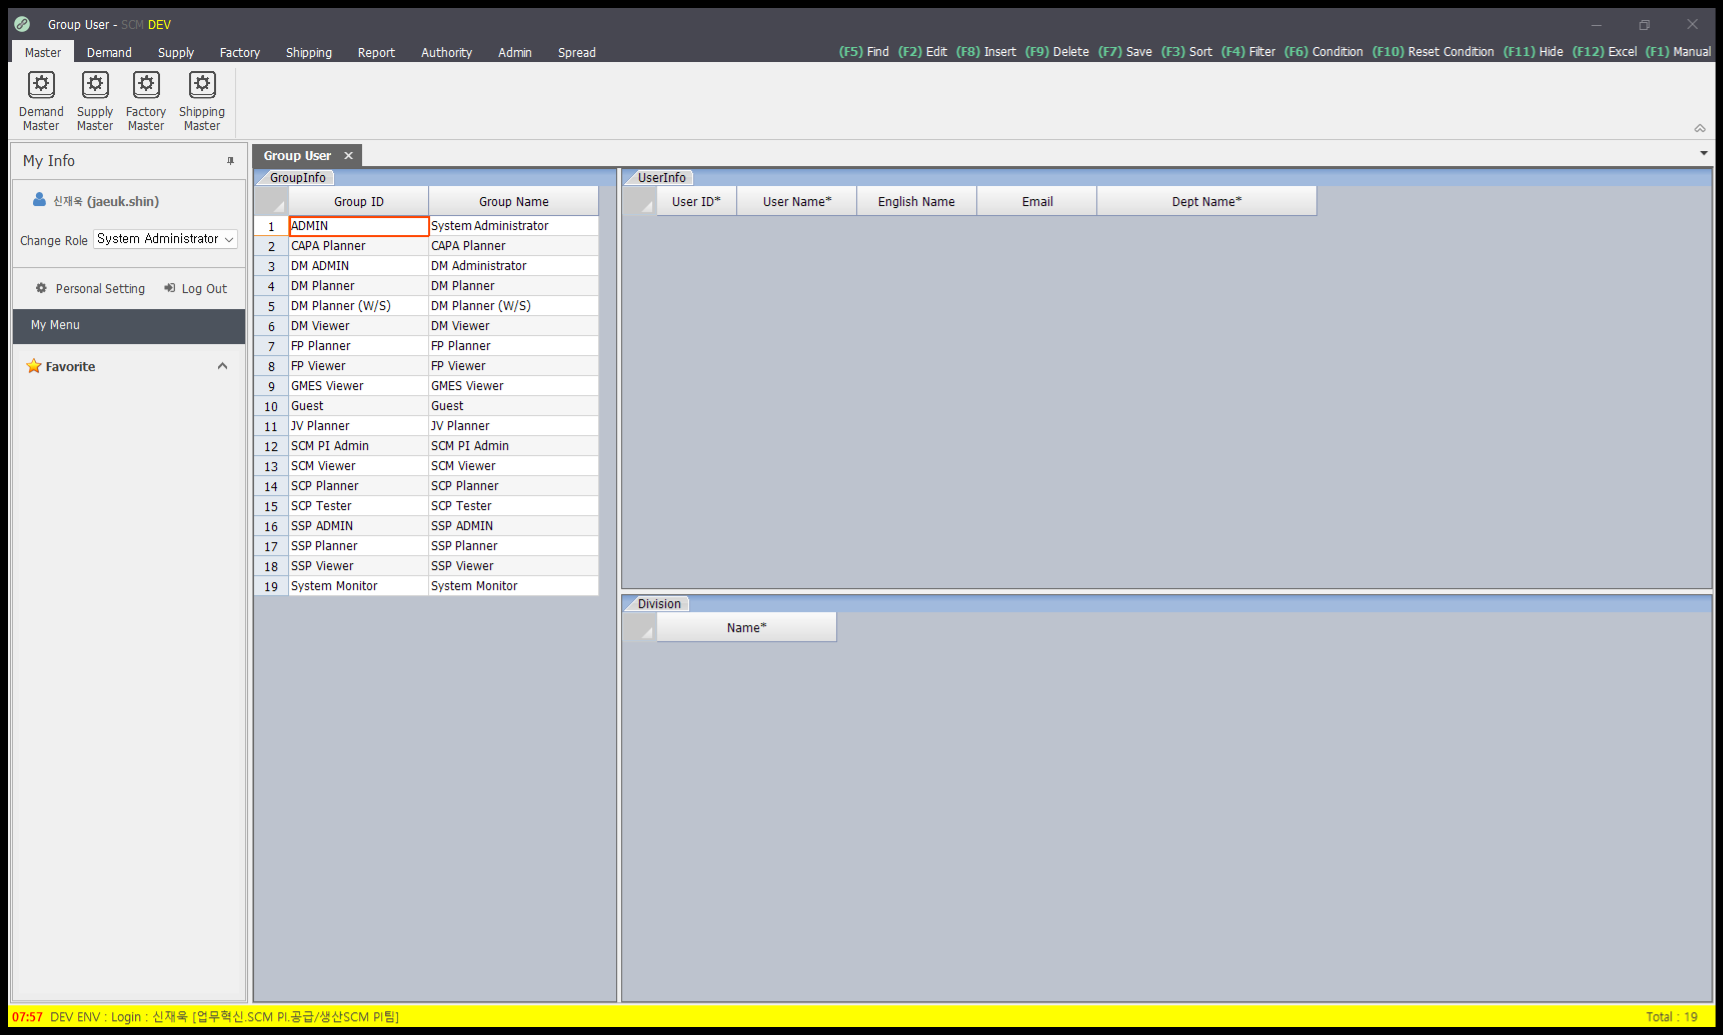 Group User - SCM DEV
Master Demand Supply Factory Shipping Report Authority Admin Spread (F5) Find (F2) Edit (F8) Insert (F9) Delete (F7) Save (F3) Sort (F4) Filter (F6) Condition (F10) Reset Condition (F11) Hide (F12) Excel (F1) Manual
Demand Master
Supply Master
Factory Master
Shipping Master
My Info
신재욱 (jaeuk.shin)
Change Role System Administrator
Personal Setting Log Out
My Menu
Favorite
Group User
GroupInfo
Group ID Group Name
1 ADMIN System Administrator
2 CAPA Planner CAPA Planner
3 DM ADMIN DM Administrator
4 DM Planner DM Planner
5 DM Planner (W/S) DM Planner (W/S)
6 DM Viewer DM Viewer
7 FP Planner FP Planner
8 FP Viewer FP Viewer
9 GMES Viewer GMES Viewer
10 Guest Guest
11 JV Planner JV Planner
12 SCM PI Admin SCM PI Admin
13 SCM Viewer SCM Viewer
14 SCP Planner SCP Planner
15 SCP Tester SCP Tester
16 SSP ADMIN SSP ADMIN
17 SSP Planner SSP Planner
18 SSP Viewer SSP Viewer
19 System Monitor System Monitor
UserInfo
User ID* User Name* English Name Email Dept Name*
Division
Name*
07:57 DEV ENV : Login : 신재욱 [업무혁신.SCM PI.공급/생산SCM PI팀] Total : 19